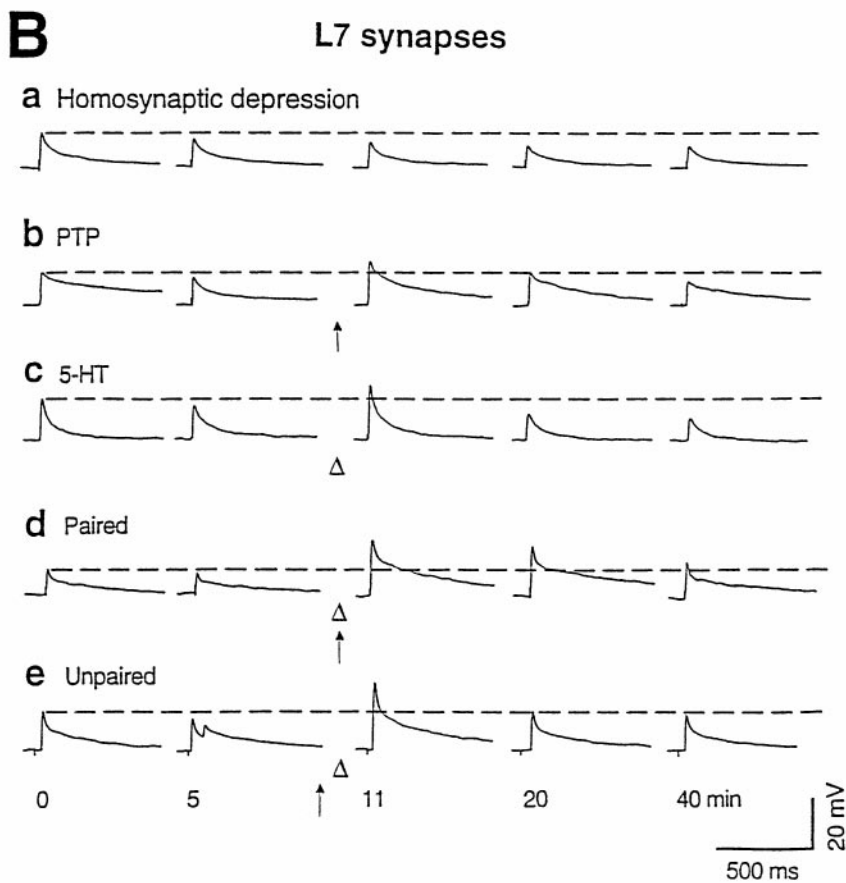 B L7 synapses
a Homosynaptic depression
b PTP
c 5-HT
Δ
d Paired
Δ
e Unpaired
Δ
0 5 11 20 40 min
20 mV
500 ms